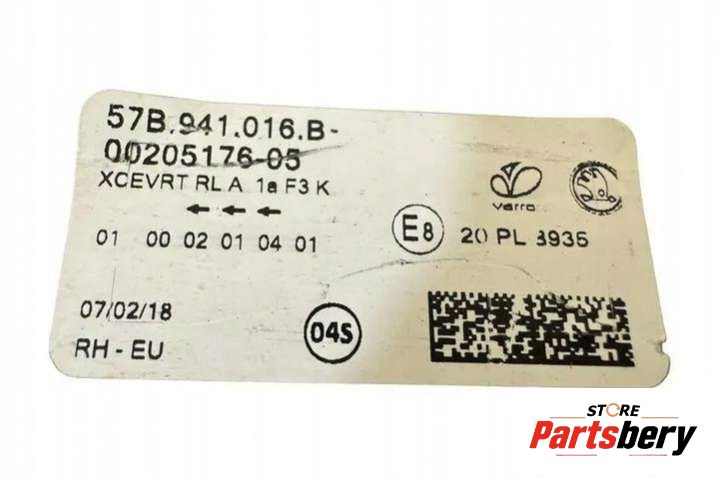 57B.941.016.B-
00205176-05
XCEVRT RL A 1a F3 K
←←←
01 00 02 01 04 01
varroc
E8
20 PL 3935
07/02/18
04S
RH - EU
STORE
Partsbery